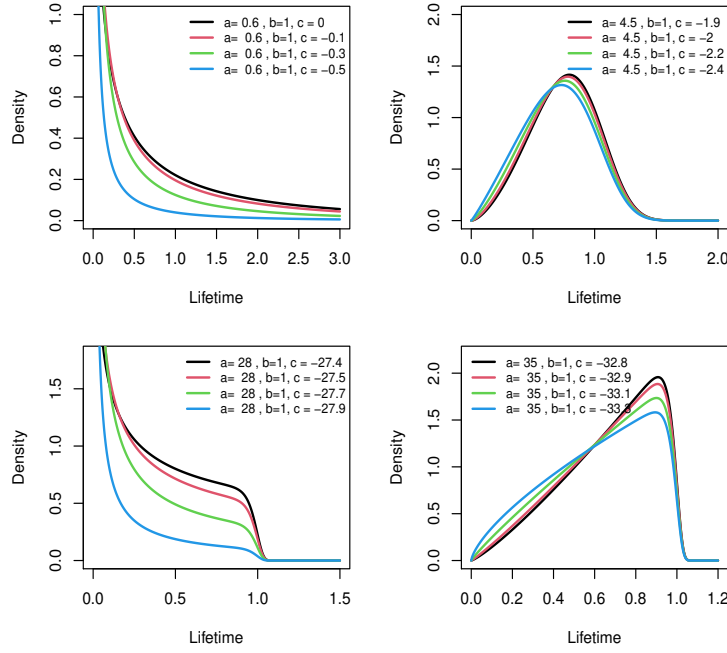 a= 0.6 , b=1, c = 0
a= 0.6 , b=1, c = −0.1
a= 0.6 , b=1, c = −0.3
a= 0.6 , b=1, c = −0.5
Density
0.0 0.2 0.4 0.6 0.8 1.0
0.0 0.5 1.0 1.5 2.0 2.5 3.0
Lifetime
a= 4.5 , b=1, c = −1.9
a= 4.5 , b=1, c = −2
a= 4.5 , b=1, c = −2.2
a= 4.5 , b=1, c = −2.4
Density
0.0 0.5 1.0 1.5 2.0
0.0 0.5 1.0 1.5 2.0
Lifetime
a= 28 , b=1, c = −27.4
a= 28 , b=1, c = −27.5
a= 28 , b=1, c = −27.7
a= 28 , b=1, c = −27.9
Density
0.0 0.5 1.0 1.5
0.0 0.5 1.0 1.5
Lifetime
a= 35 , b=1, c = −32.8
a= 35 , b=1, c = −32.9
a= 35 , b=1, c = −33.1
a= 35 , b=1, c = −33.3
Density
0.0 0.5 1.0 1.5 2.0
0.0 0.2 0.4 0.6 0.8 1.0 1.2
Lifetime